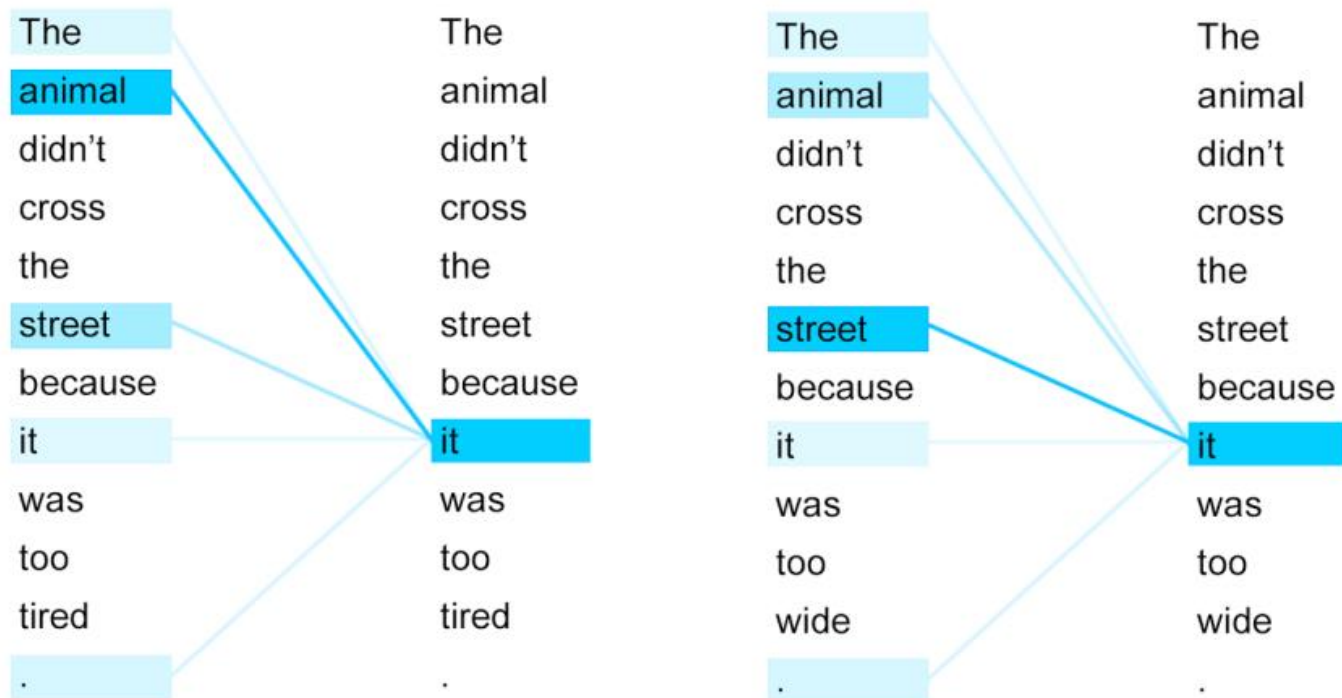 The
animal
didn't
cross
the
street
because
it
was
too
tired
.
The
animal
didn't
cross
the
street
because
it
was
too
tired
.
The
animal
didn't
cross
the
street
because
it
was
too
wide
.
The
animal
didn't
cross
the
street
because
it
was
too
wide
.